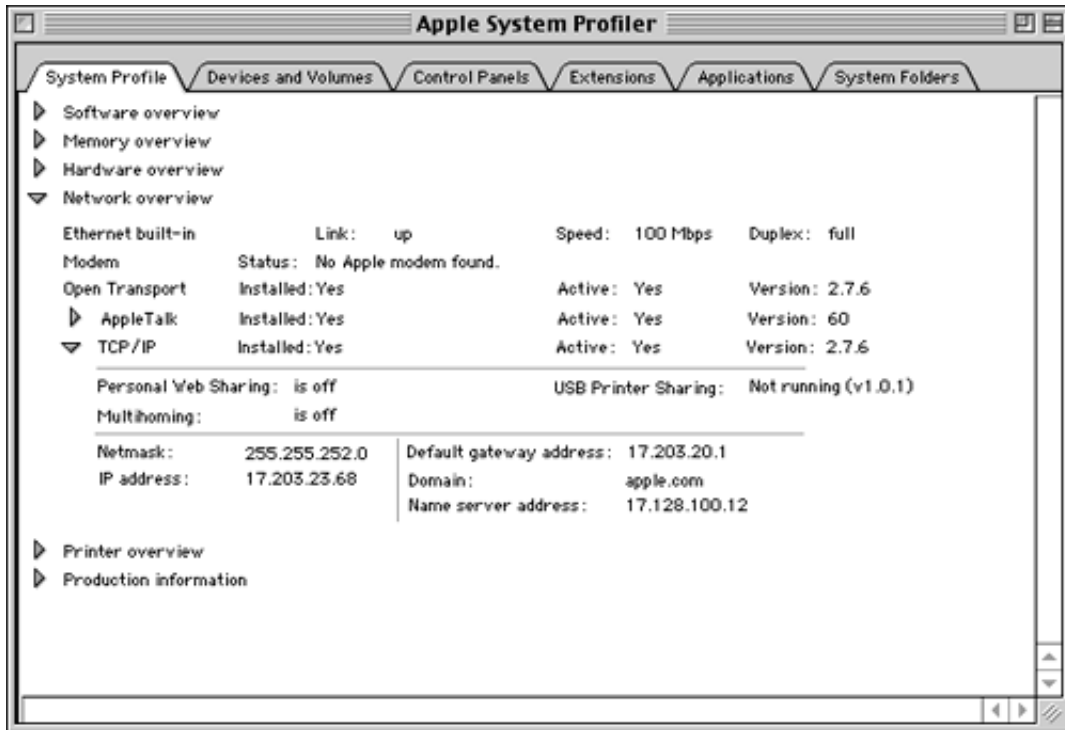 Apple System Profiler
System Profile Devices and Volumes Control Panels Extensions Applications System Folders
Software overview
Memory overview
Hardware overview
Network overview
Ethernet built-in Link: up Speed: 100 Mbps Duplex: full
Modem Status: No Apple modem found.
Open Transport Installed: Yes Active: Yes Version: 2.7.6
AppleTalk Installed: Yes Active: Yes Version: 60
TCP/IP Installed: Yes Active: Yes Version: 2.7.6
Personal Web Sharing: is off USB Printer Sharing: Not running (v1.0.1)
Multihoming: is off
Netmask: 255.255.252.0 Default gateway address: 17.203.20.1
IP address: 17.203.23.68 Domain: apple.com
Name server address: 17.128.100.12
Printer overview
Production information